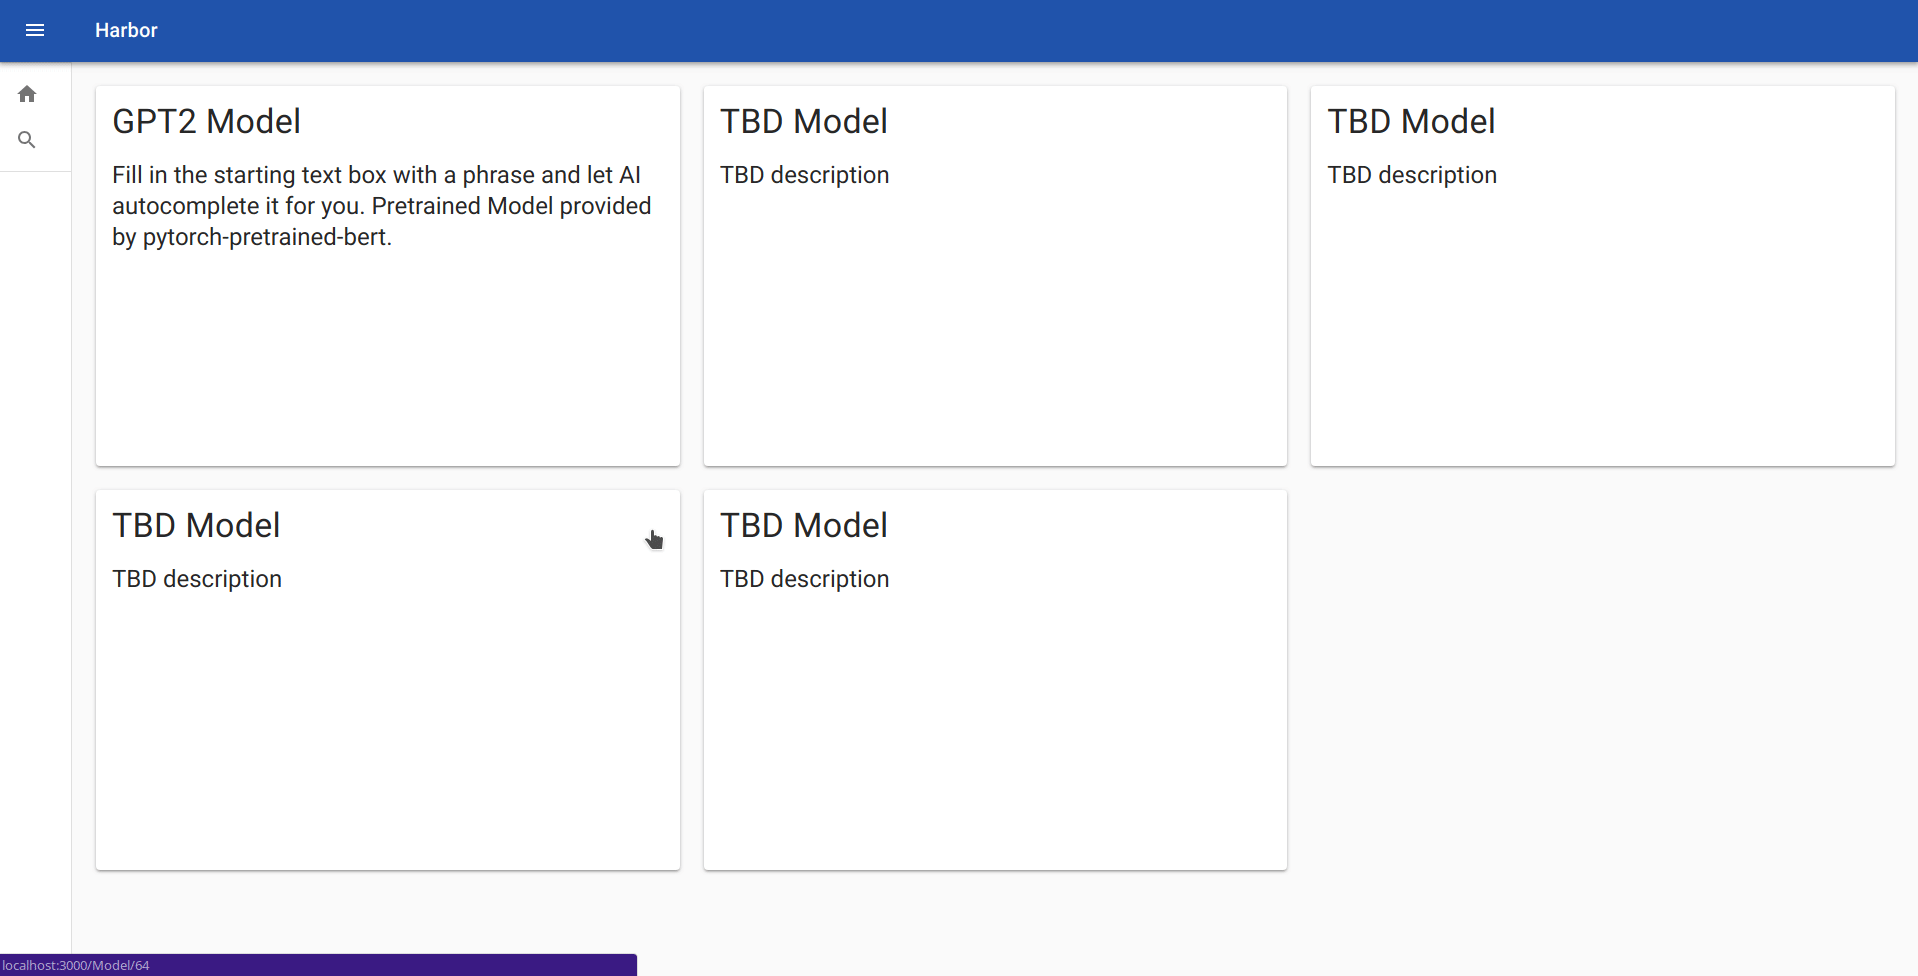 Harbor
GPT2 Model
Fill in the starting text box with a phrase and let AI
autocomplete it for you. Pretrained Model provided
by pytorch-pretrained-bert.
TBD Model
TBD description
TBD Model
TBD description
TBD Model
TBD description
TBD Model
TBD description
localhost:3000/Model/64